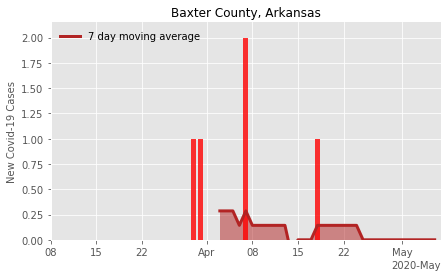 Baxter County, Arkansas
7 day moving average
New Covid-19 Cases
2.00
1.75
1.50
1.25
1.00
0.75
0.50
0.25
0.00
08 15 22 Apr 08 15 22 May
2020-May